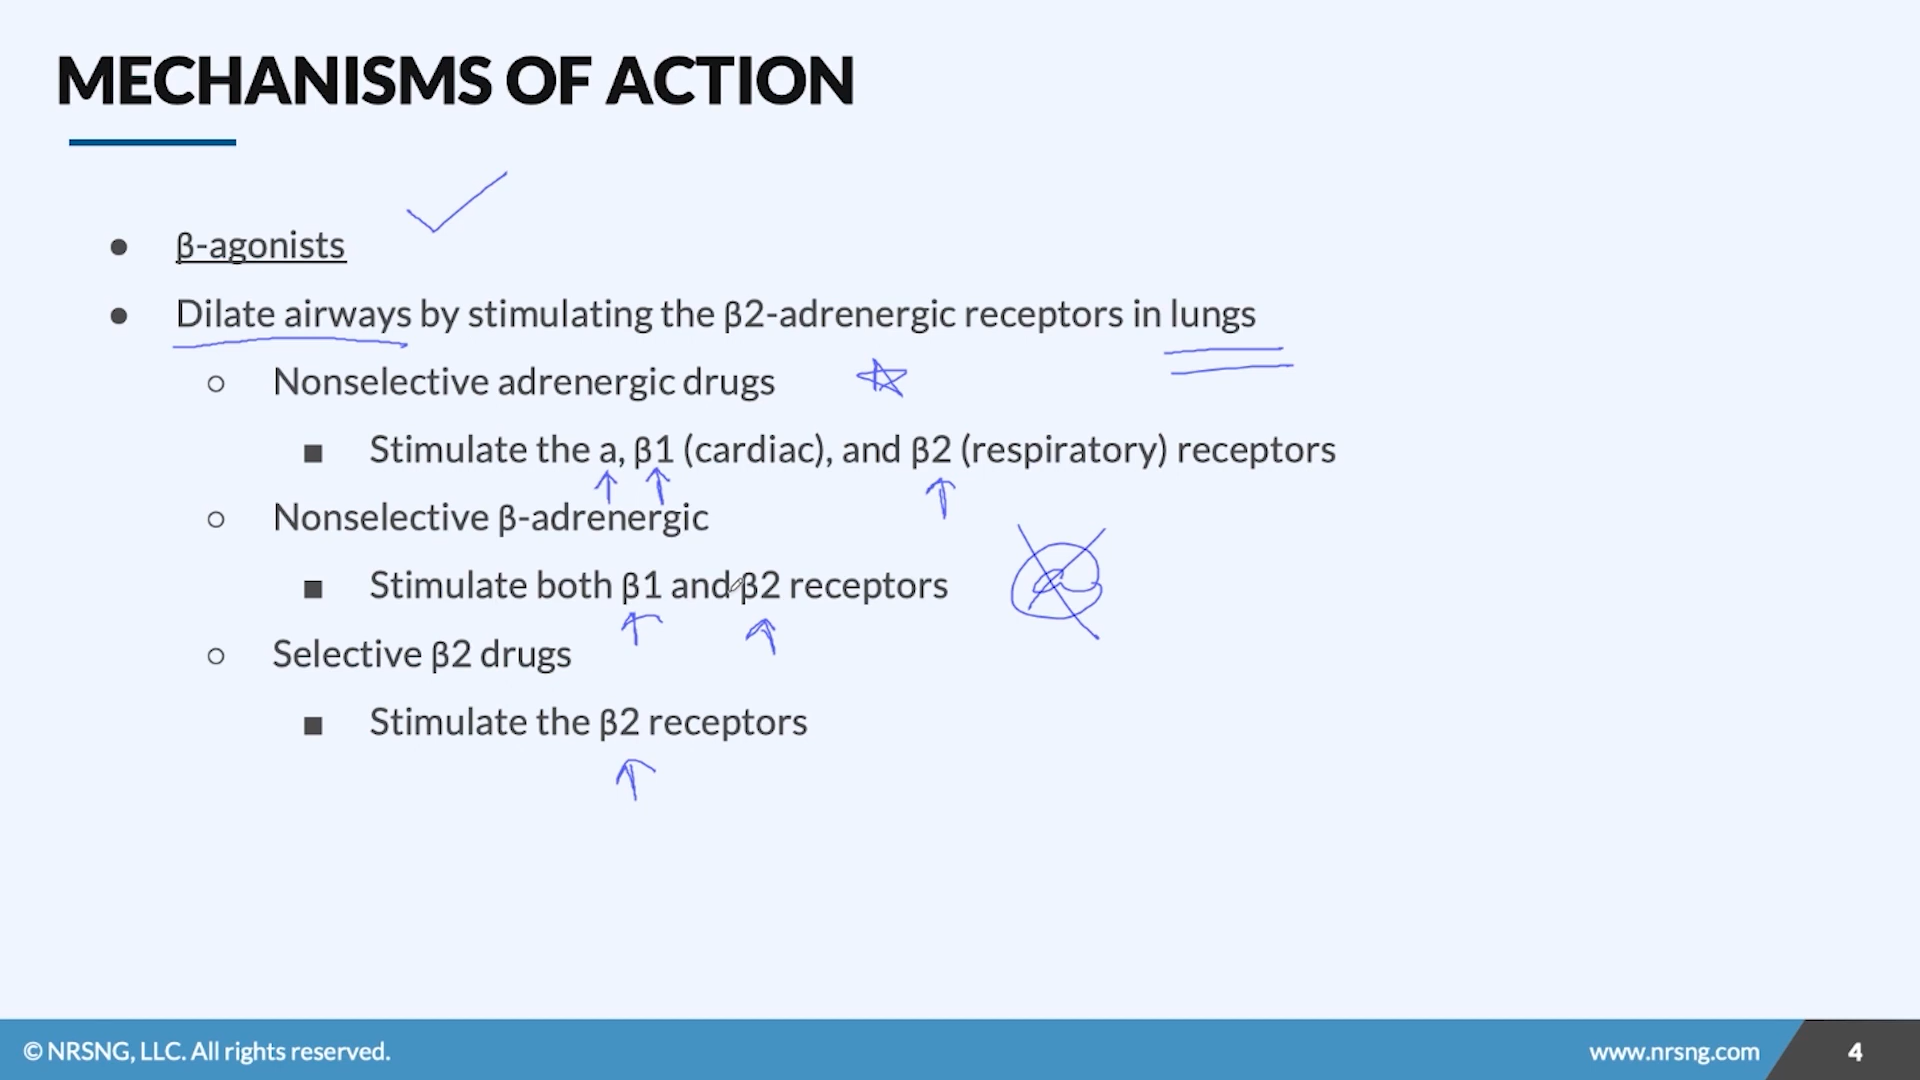 MECHANISMS OF ACTION
β-agonists
Dilate airways by stimulating the β2-adrenergic receptors in lungs
Nonselective adrenergic drugs
Stimulate the a, β1 (cardiac), and β2 (respiratory) receptors
Nonselective β-adrenergic
Stimulate both β1 and β2 receptors
a
Selective β2 drugs
Stimulate the β2 receptors
© NRSNG, LLC. All rights reserved.
www.nrsng.com
4